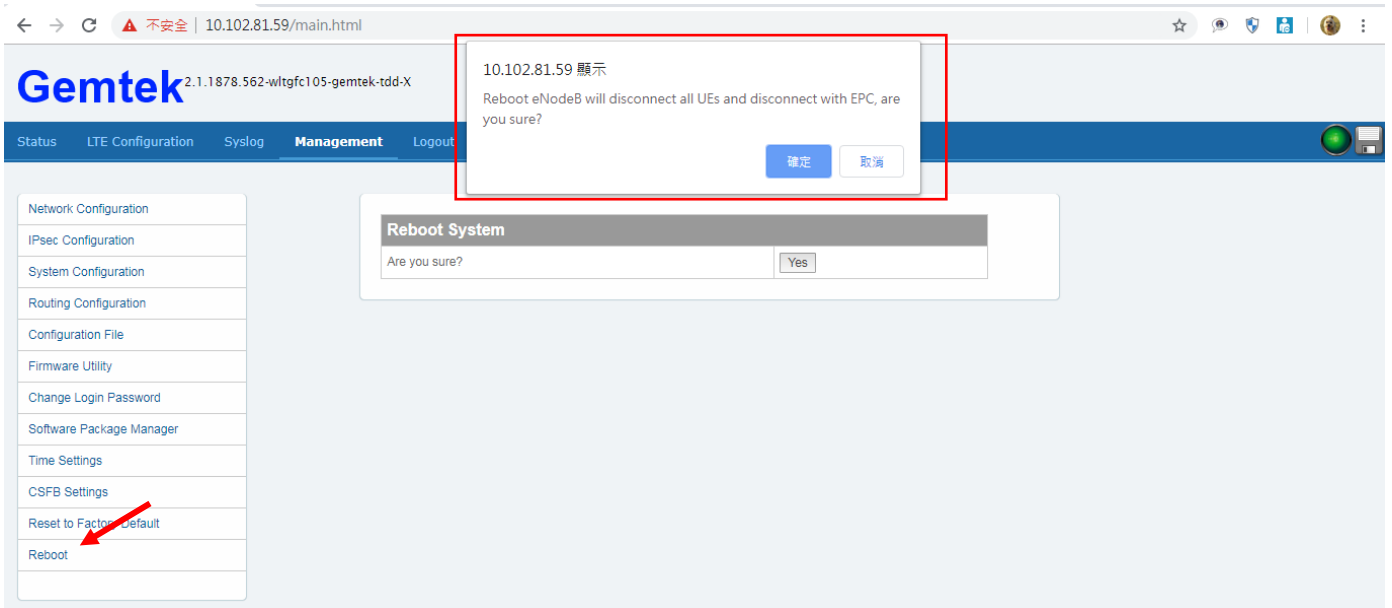 不安全 | 10.102.81.59/main.html
10.102.81.59 顯示
Reboot eNodeB will disconnect all UEs and disconnect with EPC, are
you sure?
確定 取消
Gemtek 2.1.1878.562-wltgfc105-gemtek-tdd-X
Status LTE Configuration Syslog Management Logout
Network Configuration
IPsec Configuration
System Configuration
Routing Configuration
Configuration File
Firmware Utility
Change Login Password
Software Package Manager
Time Settings
CSFB Settings
Reset to Factory Default
Reboot
Reboot System
Are you sure? Yes